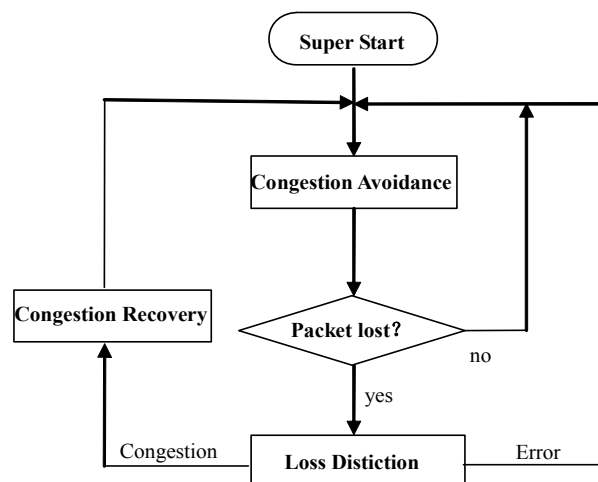 Super Start
Congestion Avoidance
Congestion Recovery
Packet lost？
no
yes
Congestion
Loss Distiction
Error